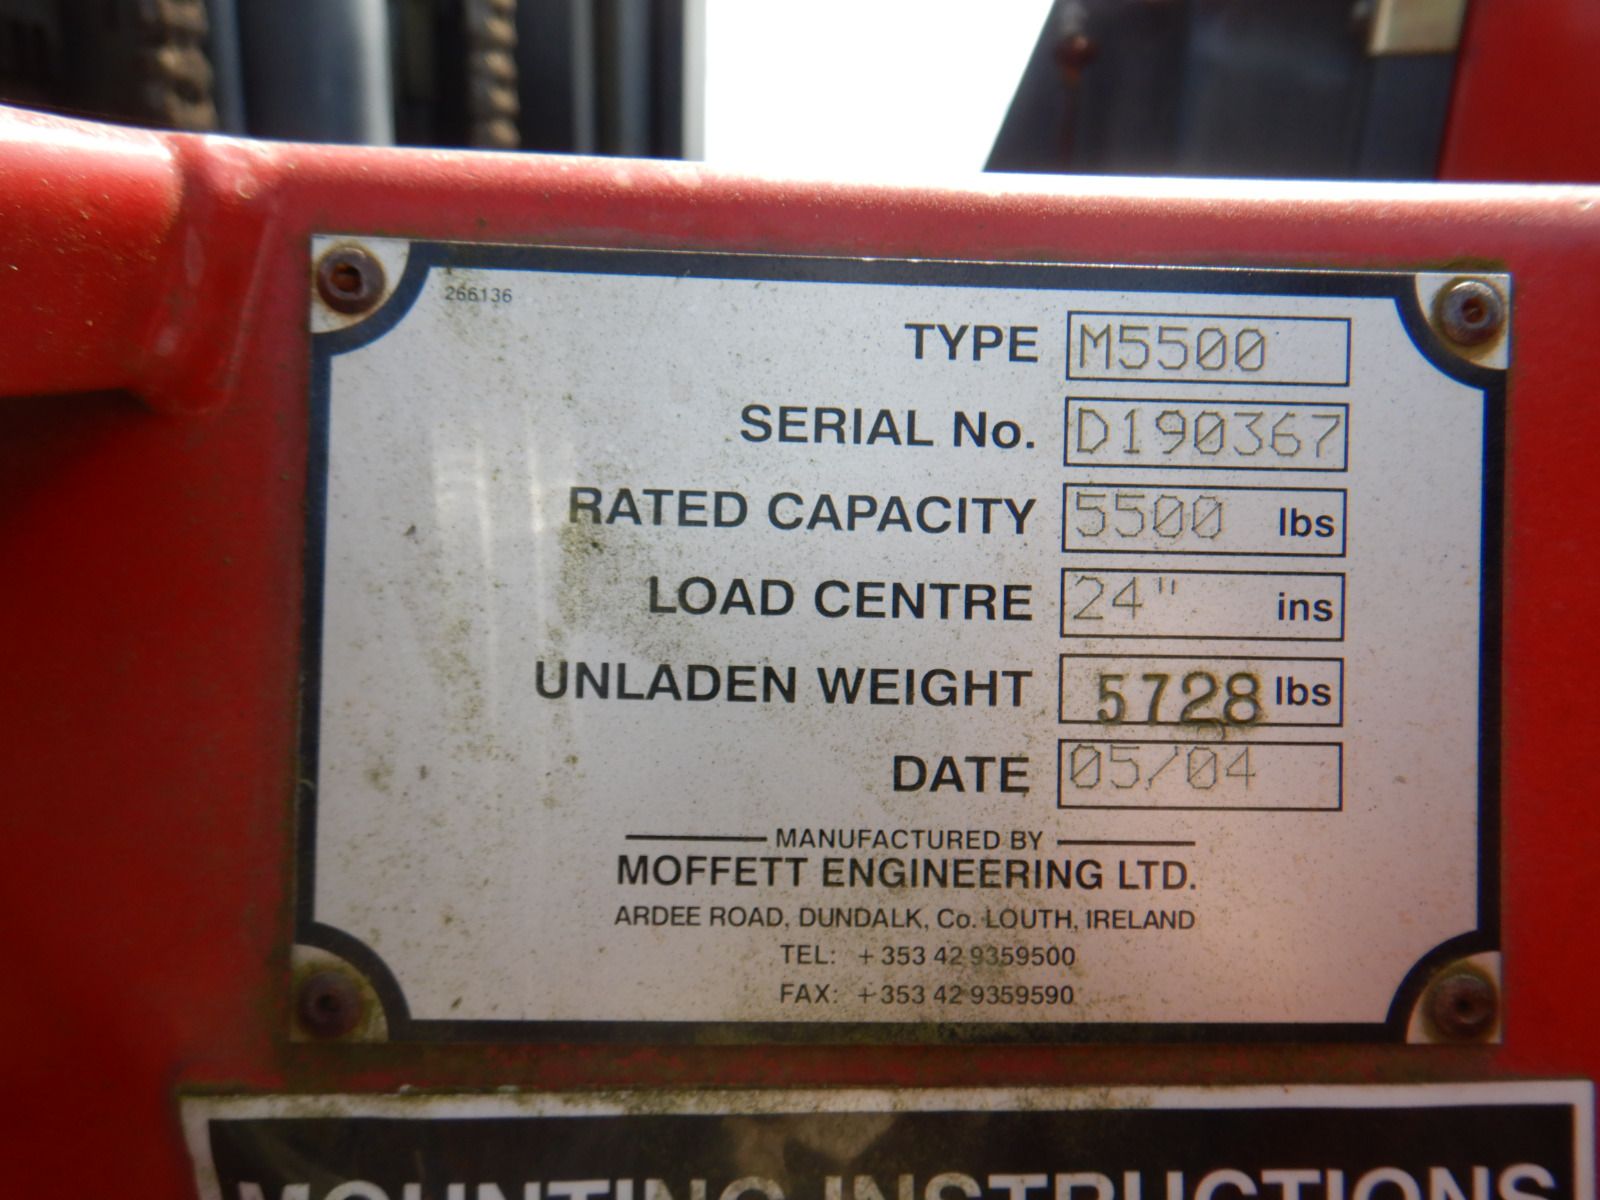 266136
TYPE M5500
SERIAL No. D190367
RATED CAPACITY 5500 lbs
LOAD CENTRE 24" ins
UNLADEN WEIGHT 5728 lbs
DATE 05/04
MANUFACTURED BY
MOFFETT ENGINEERING LTD.
ARDEE ROAD, DUNDALK, Co. LOUTH, IRELAND
TEL: +353 42 9359500
FAX: +353 42 9359590
MOUNTING INSTRUCTIONS